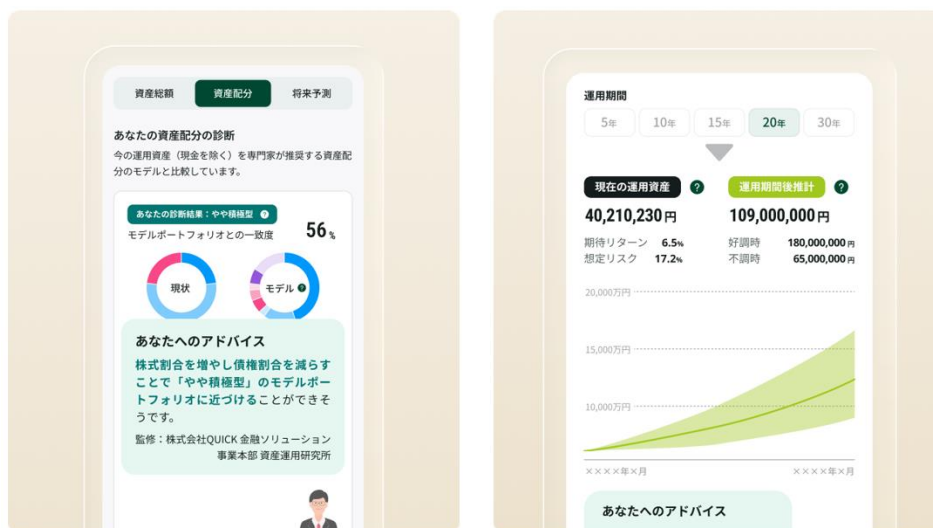 資産総額 資産配分 将来予測
あなたの資産配分の診断
今の運用資産（現金を除く）を専門家が推奨する資産配
分のモデルと比較しています。
あなたの診断結果：やや積極型 ?
モデルポートフォリオとの一致度 56%
現状 モデル ?
あなたへのアドバイス
株式割合を増やし債権割合を減らす
ことで「やや積極型」のモデルポー
トフォリオに近づけることができそ
うです。
監修：株式会社QUICK 金融ソリューション
事業本部 資産運用研究所
運用期間
5年 10年 15年 20年 30年
現在の運用資産 ? 運用期間後推計 ?
40,210,230円 109,000,000円
期待リターン 6.5% 好調時 180,000,000円
想定リスク 17.2% 不調時 65,000,000円
20,000万円
15,000万円
10,000万円
××××年×月 ××××年×月
あなたへのアドバイス